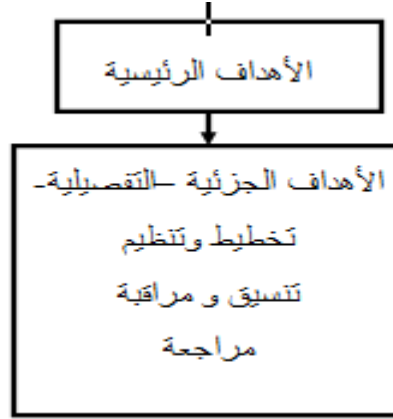 الأهداف الرئيسية
الأهداف الجزئية –التفصيلية-
تخطيط وتنظيم
تنسيق و مراقبة
مراجعة